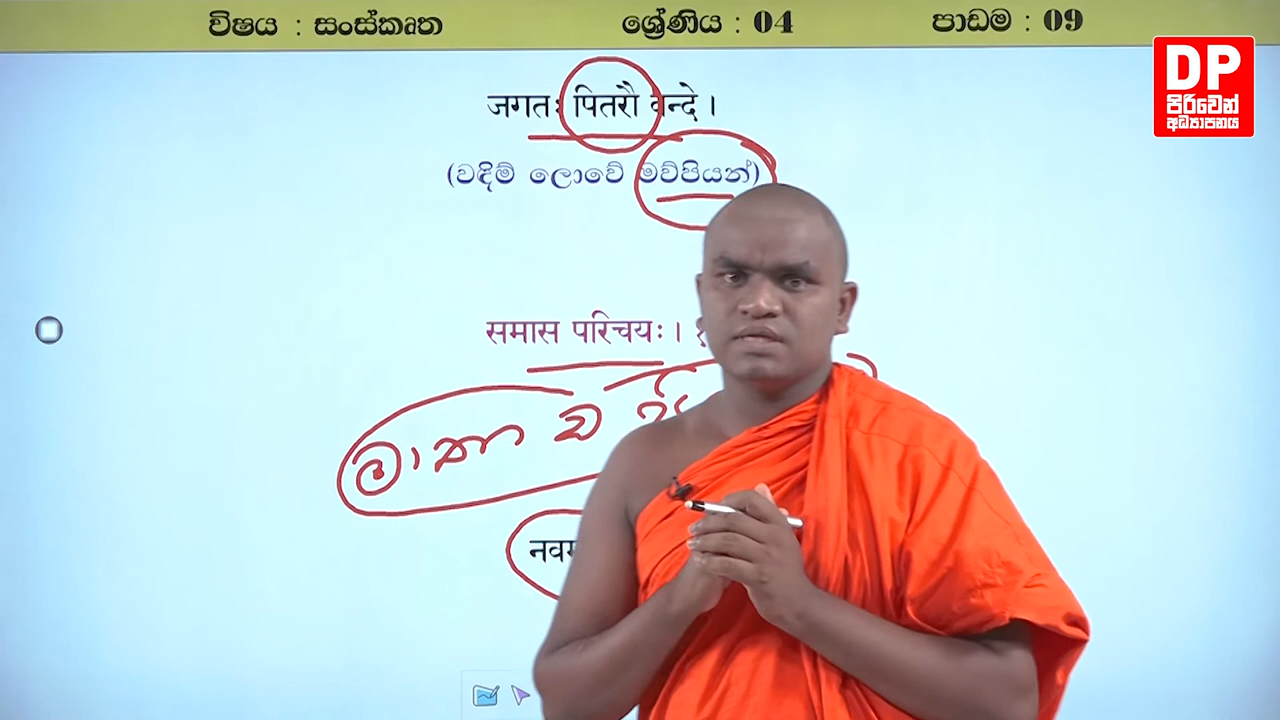 විෂය : සංස්කෘත ශ්‍රේණිය : 04 පාඩම : 09
DP
පිරිවෙන්
අධ්‍යාපනය
जगतः पितरौ वन्दे ।
(වඳිමි ලොවේ මව්පියන්)
समास परिचयः ।
මාතා ච